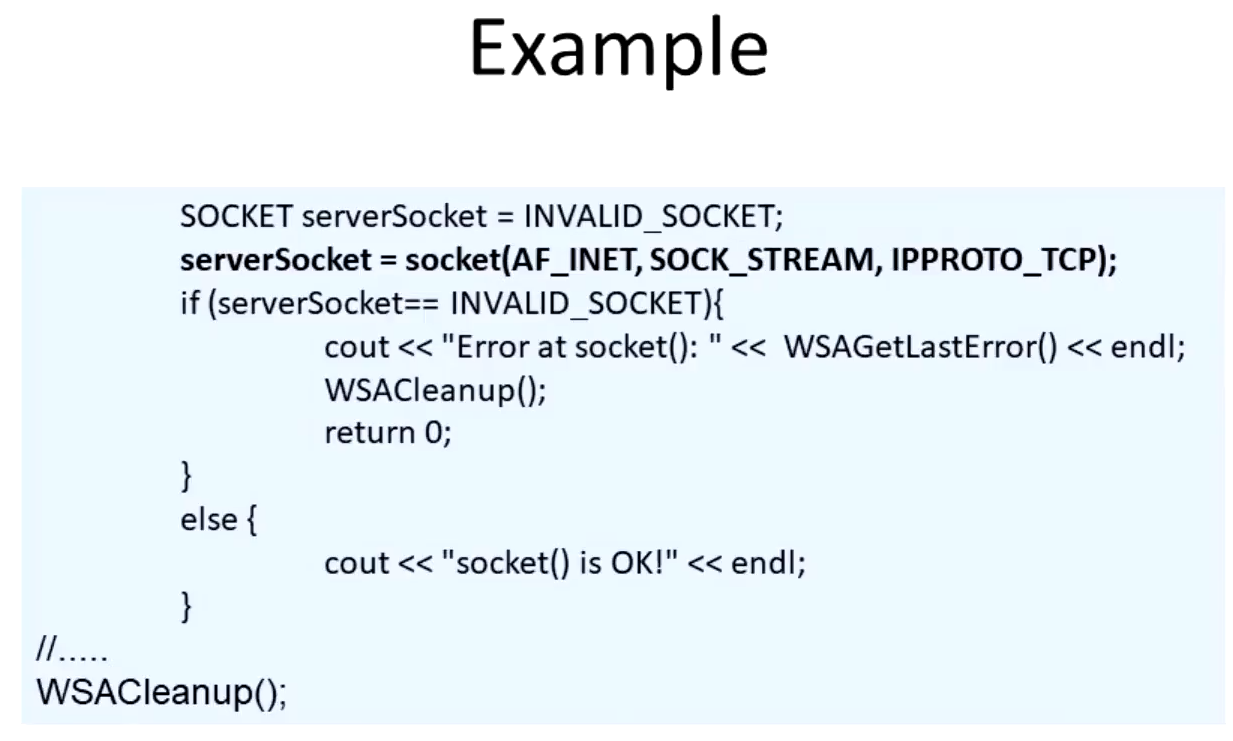 Example
SOCKET serverSocket = INVALID_SOCKET;
serverSocket = socket(AF_INET, SOCK_STREAM, IPPROTO_TCP);
if (serverSocket== INVALID_SOCKET){
cout << "Error at socket(): " << WSAGetLastError() << endl;
WSACleanup();
return 0;
}
else {
cout << "socket() is OK!" << endl;
}
//.....
WSACleanup();